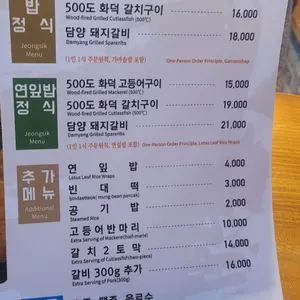 밥
정 식
Jeongsik
Menu
500도 화덕 갈치구이 16,000
Wood-fired Grilled Cutlassfish (500℃)
담양 돼지갈비 18,000
Damyang Grilled Spareribs
(1인 1식 주문원칙, 가마솥밥 포함)
One-Person-Order Principle,
연잎밥
정 식
Jeongsik
Menu
500도 화덕 고등어구이 15,000
Wood-fired Grilled Mackerel (500℃)
500도 화덕 갈치구이 19,000
Wood-fired Grilled Cutlassfish (500℃)
담양 돼지갈비 21,000
Damyang Grilled Spareribs
(1인 1식 주문원칙, 연잎밥 포함)
One-Person-Order Principle, Lotus Leaf Rice
추 가
메 뉴
Additional
Menu
연 잎 밥 4,000
Lotus Leaf Rice Wraps
빈 대 떡 3,000
bindaetteok( mung-bean pancake)
공 기 밥 2,000
Steamed Rice
고등어반마리 10,000
Extra Serving of Mackerel(half-marie)
갈 치 2 토 막 14,000
Extra Serving of Cutlassfish(two-piece)
갈비 300g 추가 16,000
Extra Serving of Spareribs